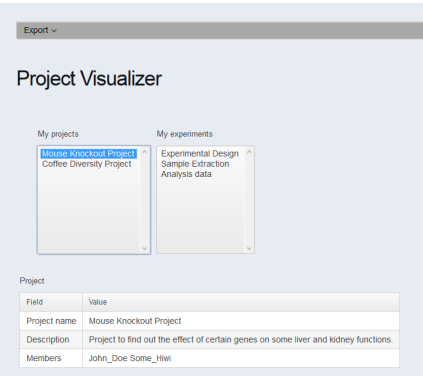 Export
Project Visualizer
My projects My experiments
Mouse Knockout Project Experimental Design
Coffee Diversity Project Sample Extraction
Analysis data
Project
Field Value
Project name Mouse Knockout Project
Description Project to find out the effect of certain genes on some liver and kidney functions.
Members John_Doe Some_Hiwi